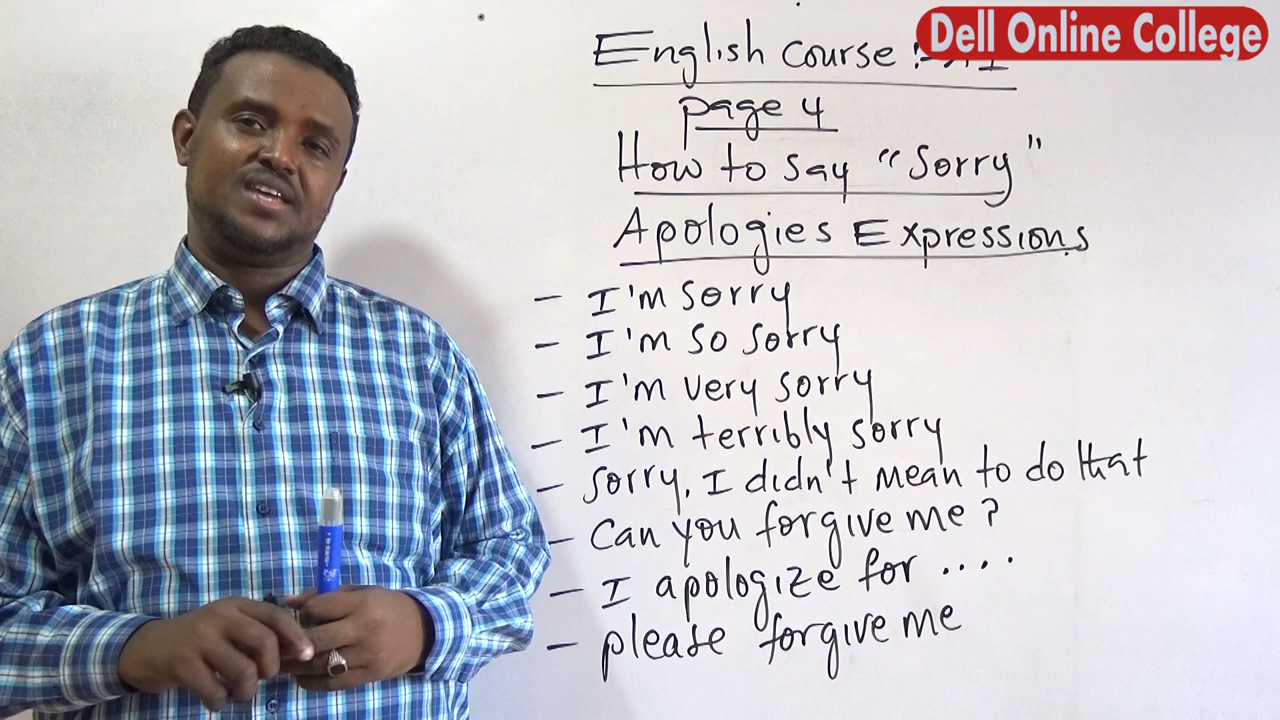 Dell Online College
English course :-
page 4
How to say "Sorry"
Apologies Expressions
- I'm sorry
- I'm so sorry
- I'm very sorry
- I'm terribly sorry
- Sorry, I didn't mean to do that
- Can you forgive me?
- I apologize for ....
- please forgive me